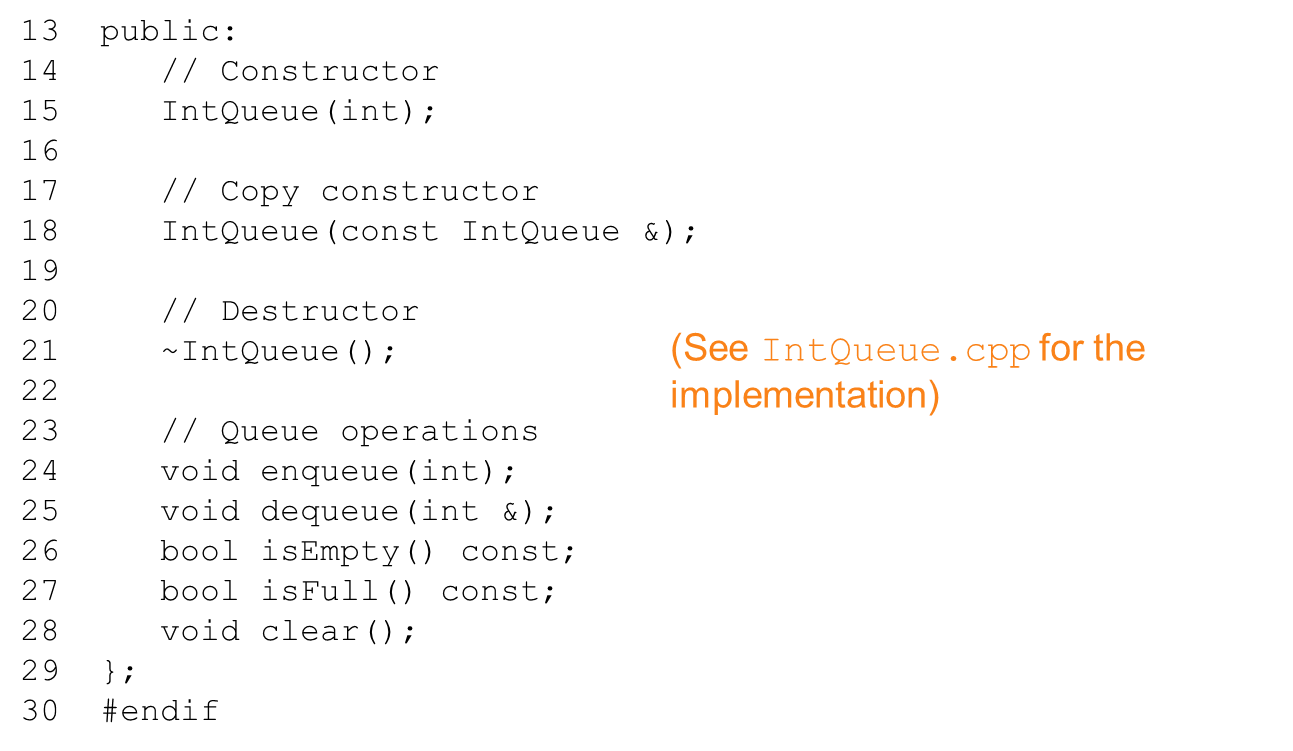 13  public:
14     // Constructor
15     IntQueue(int);
16
17     // Copy constructor
18     IntQueue(const IntQueue &);
19
20     // Destructor
21     ~IntQueue();
22
23     // Queue operations
24     void enqueue(int);
25     void dequeue(int &);
26     bool isEmpty() const;
27     bool isFull() const;
28     void clear();
29  };
30  #endif
(See IntQueue.cpp for the
implementation)